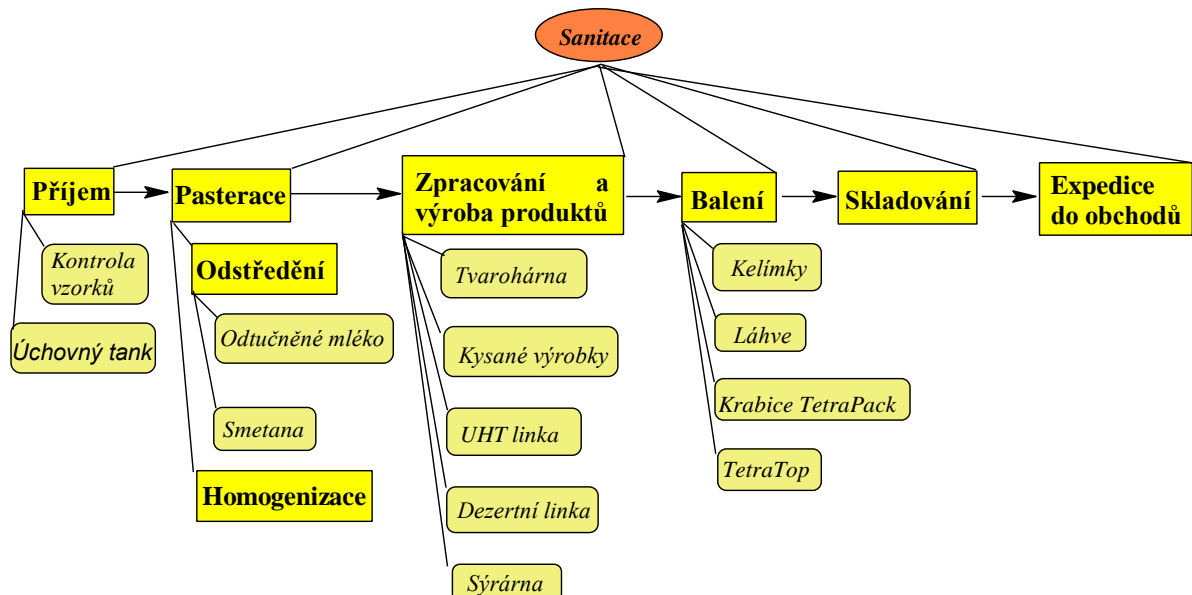 Sanitace
Příjem
Pasterace
Zpracování a
výroba produktů
Balení
Skladování
Expedice
do obchodů
Kontrola
vzorků
Úchovný tank
Odstředění
Odtučněné mléko
Smetana
Homogenizace
Tvarohárna
Kysané výrobky
UHT linka
Dezertní linka
Sýrárna
Kelímky
Láhve
Krabice TetraPack
TetraTop